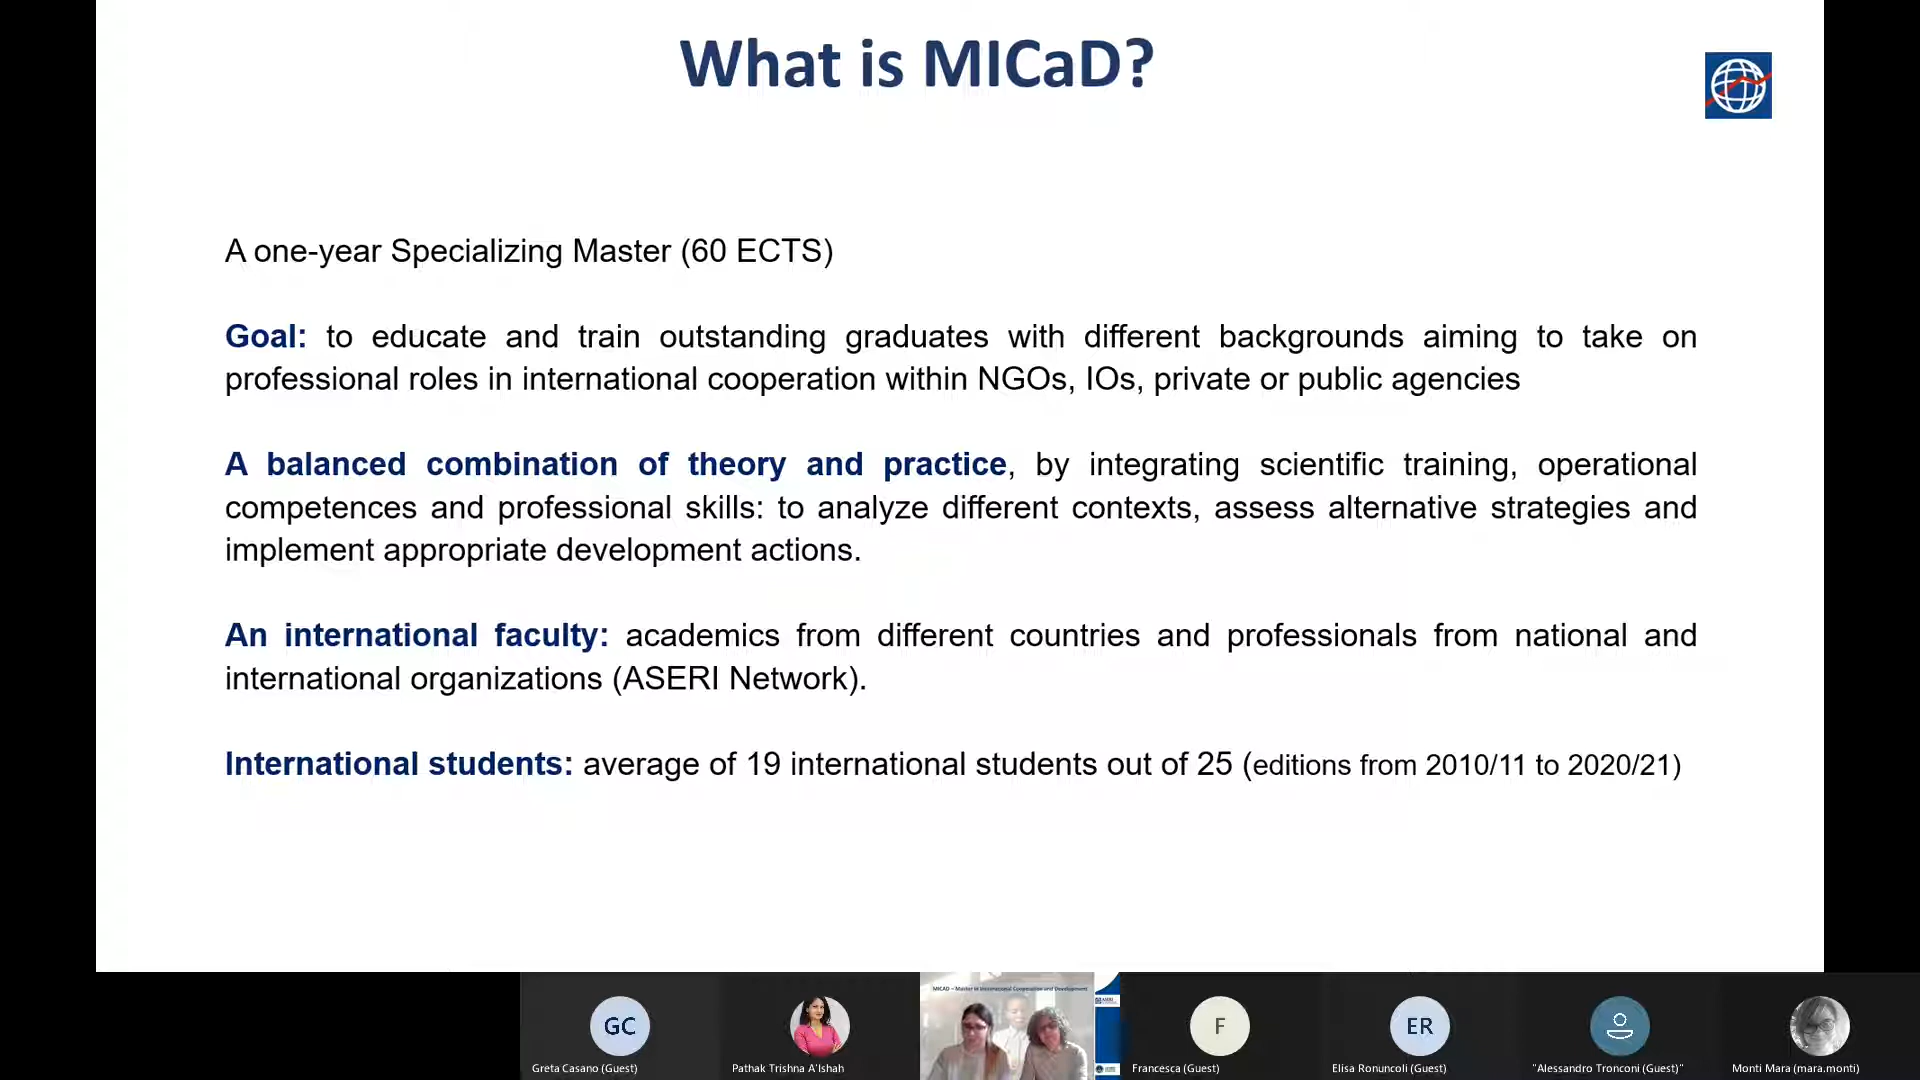 What is MICaD?
A one-year Specializing Master (60 ECTS)
Goal: to educate and train outstanding graduates with different backgrounds aiming to take on
professional roles in international cooperation within NGOs, IOs, private or public agencies
A balanced combination of theory and practice, by integrating scientific training, operational
competences and professional skills: to analyze different contexts, assess alternative strategies and
implement appropriate development actions.
An international faculty: academics from different countries and professionals from national and
international organizations (ASERI Network).
International students: average of 19 international students out of 25 (editions from 2010/11 to 2020/21)
MICAD – Master in International Cooperation and Development
ASERI
GC
F
ER
Greta Casano (Guest)
Pathak Trishna A'Ishah
Francesca (Guest)
Elisa Ronuncoli (Guest)
"Alessandro Tronconi (Guest)"
Monti Mara (mara.monti)